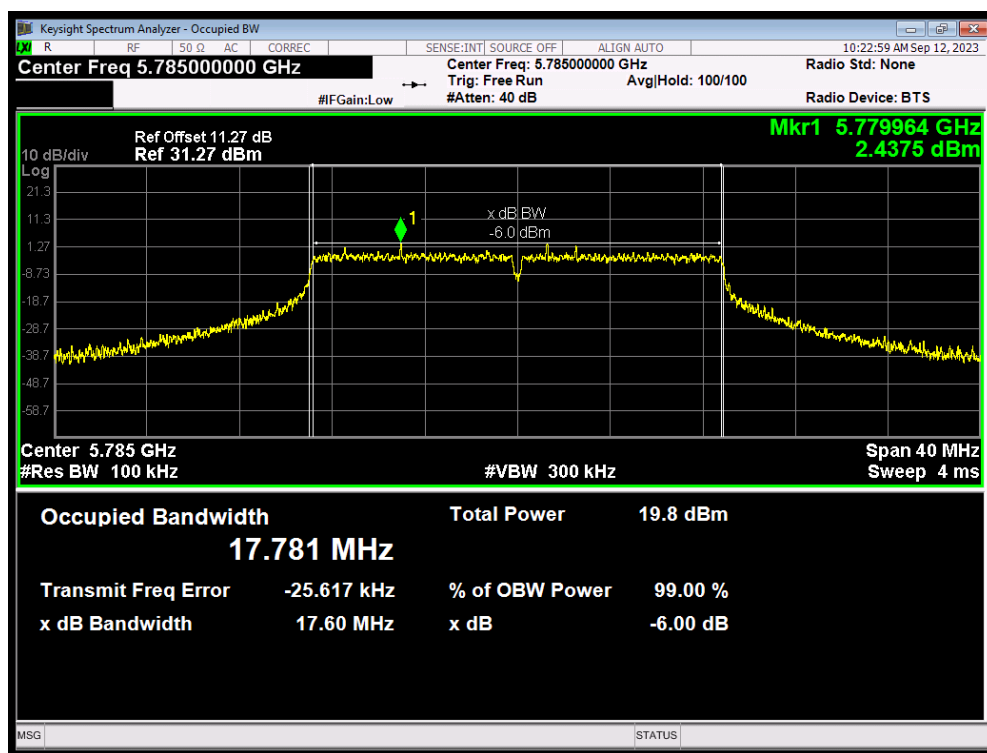 Keysight Spectrum Analyzer - Occupied BW
LXI R RF 50 Ω AC CORREC SENSE:INT SOURCE OFF ALIGN AUTO 10:22:59 AM Sep 12, 2023
Center Freq 5.785000000 GHz Center Freq: 5.785000000 GHz Radio Std: None
Trig: Free Run Avg|Hold: 100/100
#IFGain:Low #Atten: 40 dB Radio Device: BTS
Mkr1 5.779964 GHz
2.4375 dBm
Ref Offset 11.27 dB
10 dB/div Ref 31.27 dBm
Log
21.3
11.3
1.27
-8.73
-18.7
-28.7
-38.7
-48.7
-58.7
1
x dB BW
-6.0 dBm
Center 5.785 GHz Span 40 MHz
#Res BW 100 kHz #VBW 300 kHz Sweep 4 ms
Occupied Bandwidth Total Power 19.8 dBm
17.781 MHz
Transmit Freq Error -25.617 kHz % of OBW Power 99.00 %
x dB Bandwidth 17.60 MHz x dB -6.00 dB
MSG STATUS